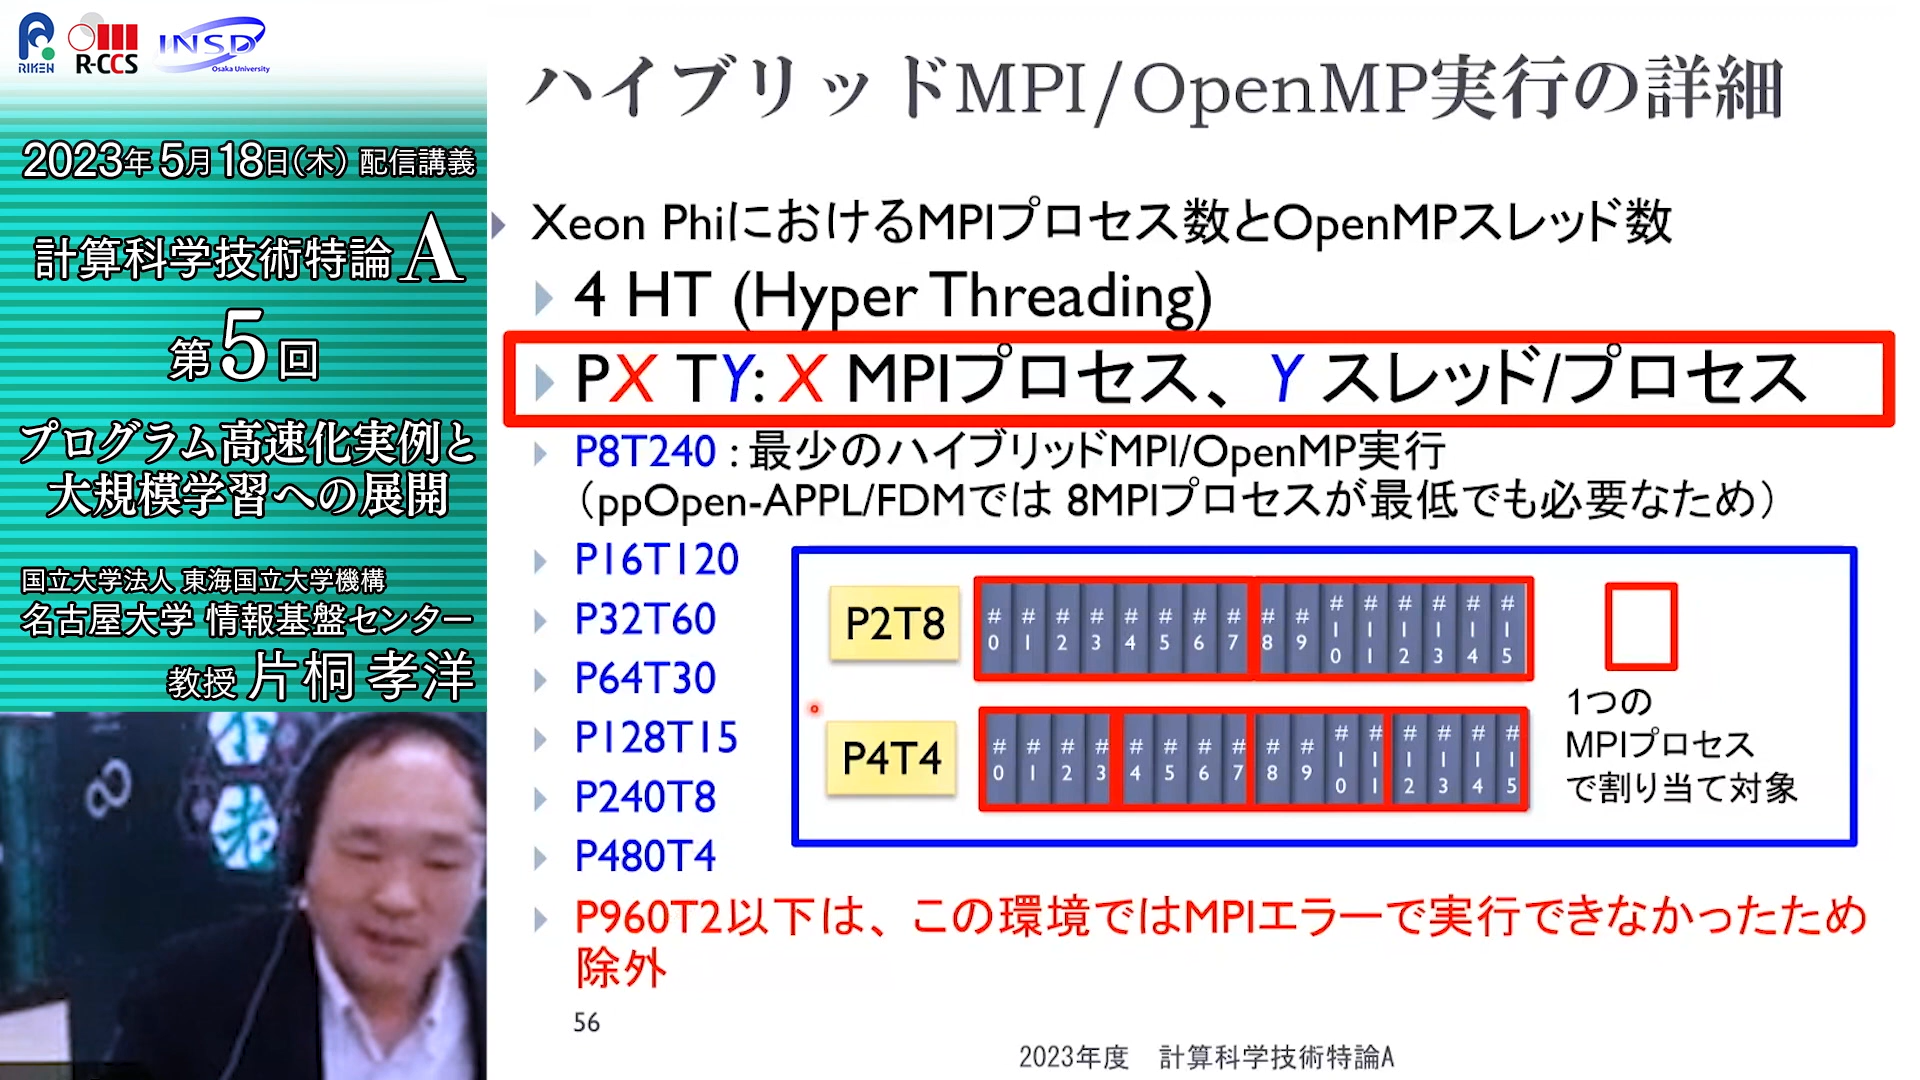 RIKEN
R-CCS
INSD
Osaka University
2023年5月18日(木) 配信講義
計算科学技術特論A
第5回
プログラム高速化実例と
大規模学習への展開
国立大学法人 東海国立大学機構
名古屋大学 情報基盤センター
教授 片桐 孝洋
ハイブリッドMPI/OpenMP実行の詳細
Xeon PhiにおけるMPIプロセス数とOpenMPスレッド数
4 HT (Hyper Threading)
PX TY: X MPIプロセス、 Y スレッド/プロセス
P8T240 : 最少のハイブリッドMPI/OpenMP実行
（ppOpen-APPL/FDMでは 8MPIプロセスが最低でも必要なため）
P16T120
P32T60
P64T30
P128T15
P240T8
P480T4
P960T2以下は、この環境ではMPIエラーで実行できなかったため
除外
P2T8
#0 #1 #2 #3 #4 #5 #6 #7 #8 #9 #10 #11 #12 #13 #14 #15
P4T4
#0 #1 #2 #3 #4 #5 #6 #7 #8 #9 #10 #11 #12 #13 #14 #15
1つの
MPIプロセス
で割り当て対象
56
2023年度 計算科学技術特論A